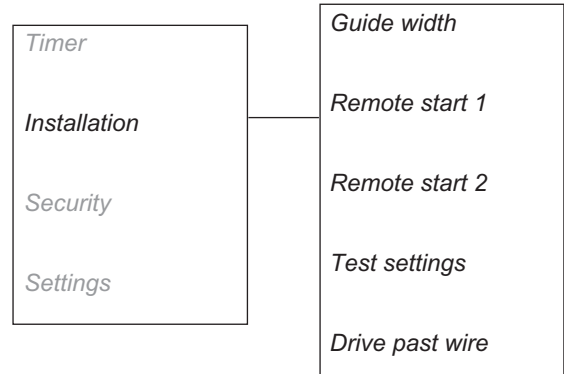 Timer
Installation
Security
Settings
Guide width
Remote start 1
Remote start 2
Test settings
Drive past wire